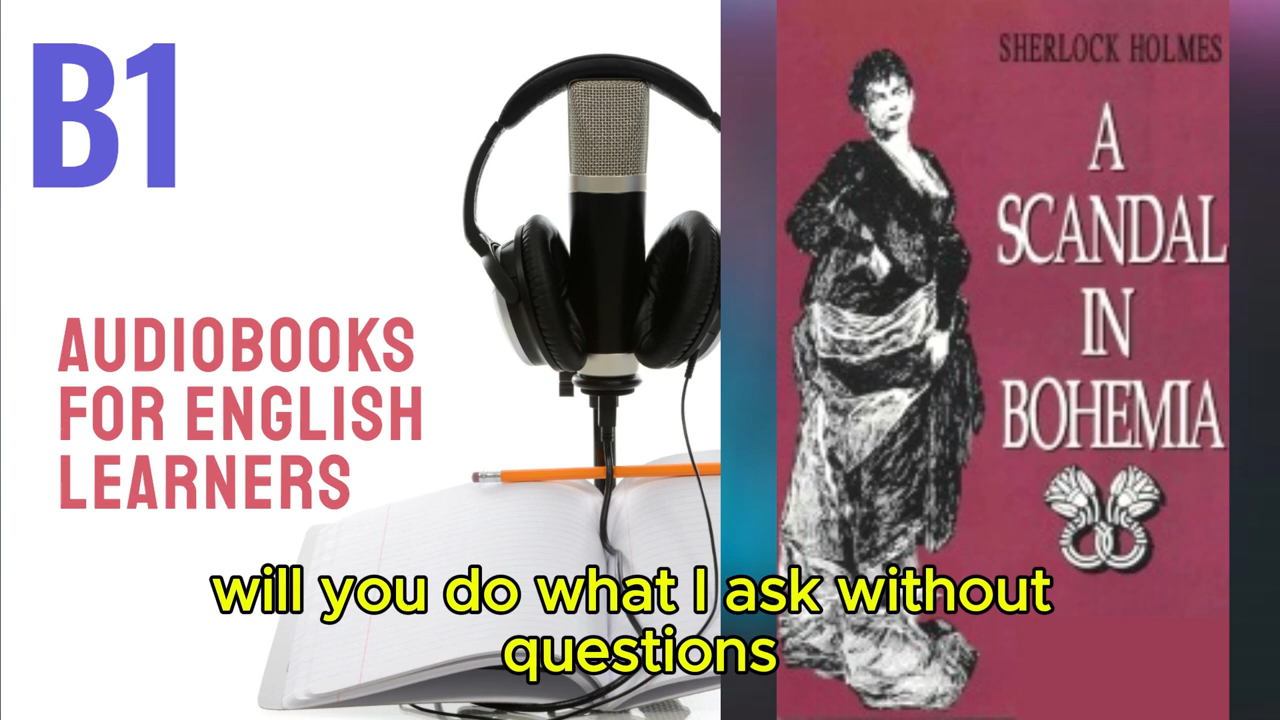 B1
AUDIOBOOKS
FOR ENGLISH
LEARNERS
SHERLOCK HOLMES
A
SCANDAL
IN
BOHEMIA
will you do what I ask without
questions